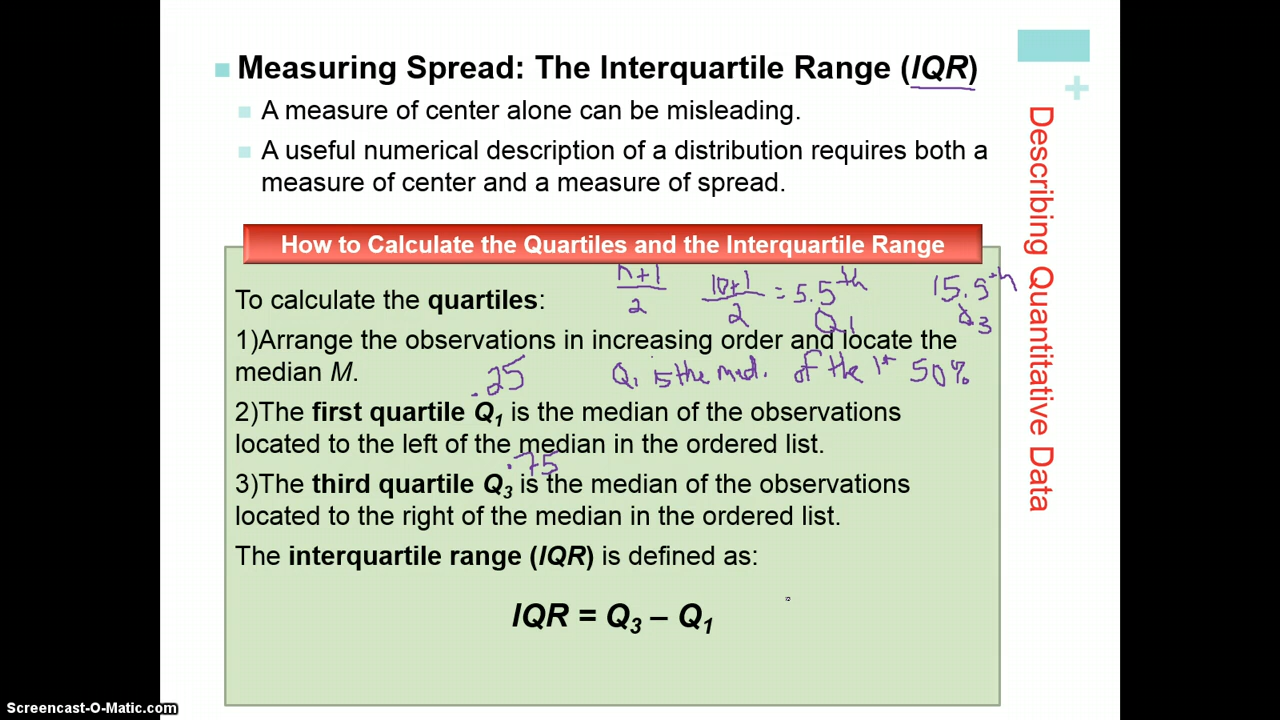 Measuring Spread: The Interquartile Range (IQR)
A measure of center alone can be misleading.
A useful numerical description of a distribution requires both a
measure of center and a measure of spread.
How to Calculate the Quartiles and the Interquartile Range
n+1
2
10+1
2
= 5.5th
Q1
15.5th
Q3
To calculate the quartiles:
1)Arrange the observations in increasing order and locate the
median M.
Q1 is the med. of the 1st 50%
.25
2)The first quartile Q1 is the median of the observations
located to the left of the median in the ordered list.
.75
3)The third quartile Q3 is the median of the observations
located to the right of the median in the ordered list.
The interquartile range (IQR) is defined as:
IQR = Q3 – Q1
+
Describing Quantitative Data
Screencast-O-Matic.com